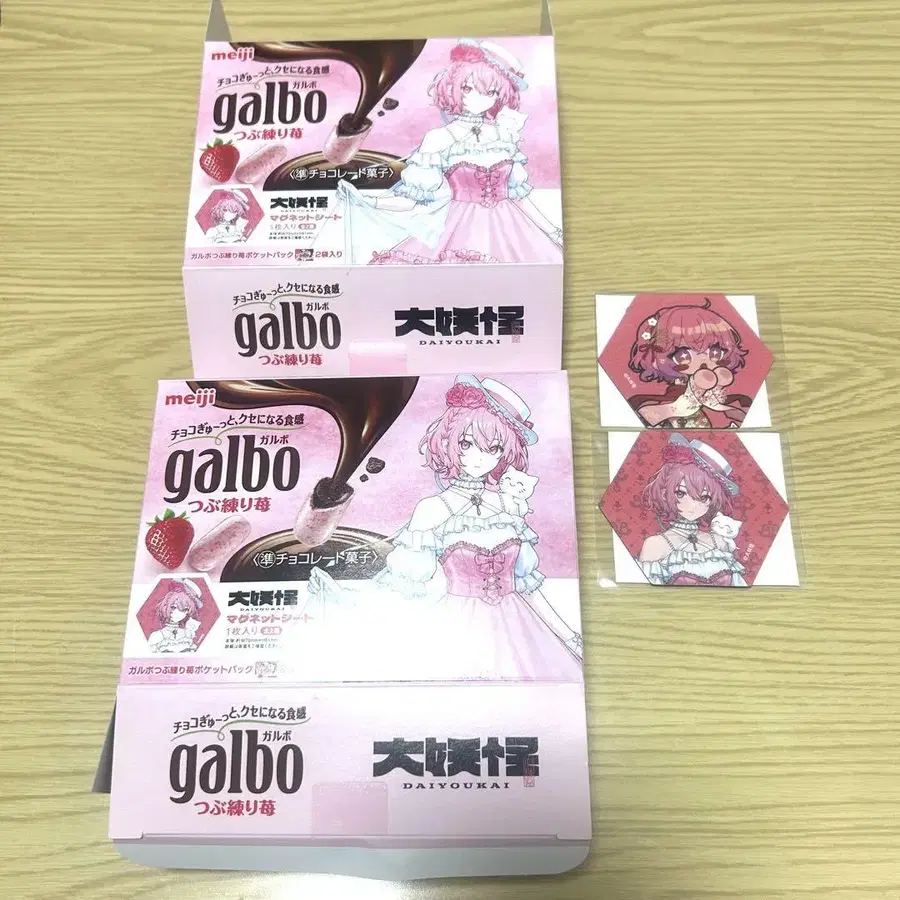 meiji
チョコぎゅーっと、クセになる食感
ガルボ
galbo
つぶ練り苺
〈準チョコレート菓子〉
大妖怪
DAIYOUKAI
マグネットシート
1枚入り
ガルボつぶ練り苺ポケットパック 2袋入り
チョコぎゅーっと、クセになる食感
ガルボ
galbo
つぶ練り苺
大妖怪
DAIYOUKAI
meiji
チョコぎゅーっと、クセになる食感
ガルボ
galbo
つぶ練り苺
〈準チョコレート菓子〉
大妖怪
DAIYOUKAI
マグネットシート
1枚入り
ガルボつぶ練り苺ポケットパック
チョコぎゅーっと、クセになる食感
ガルボ
galbo
つぶ練り苺
大妖怪
DAIYOUKAI